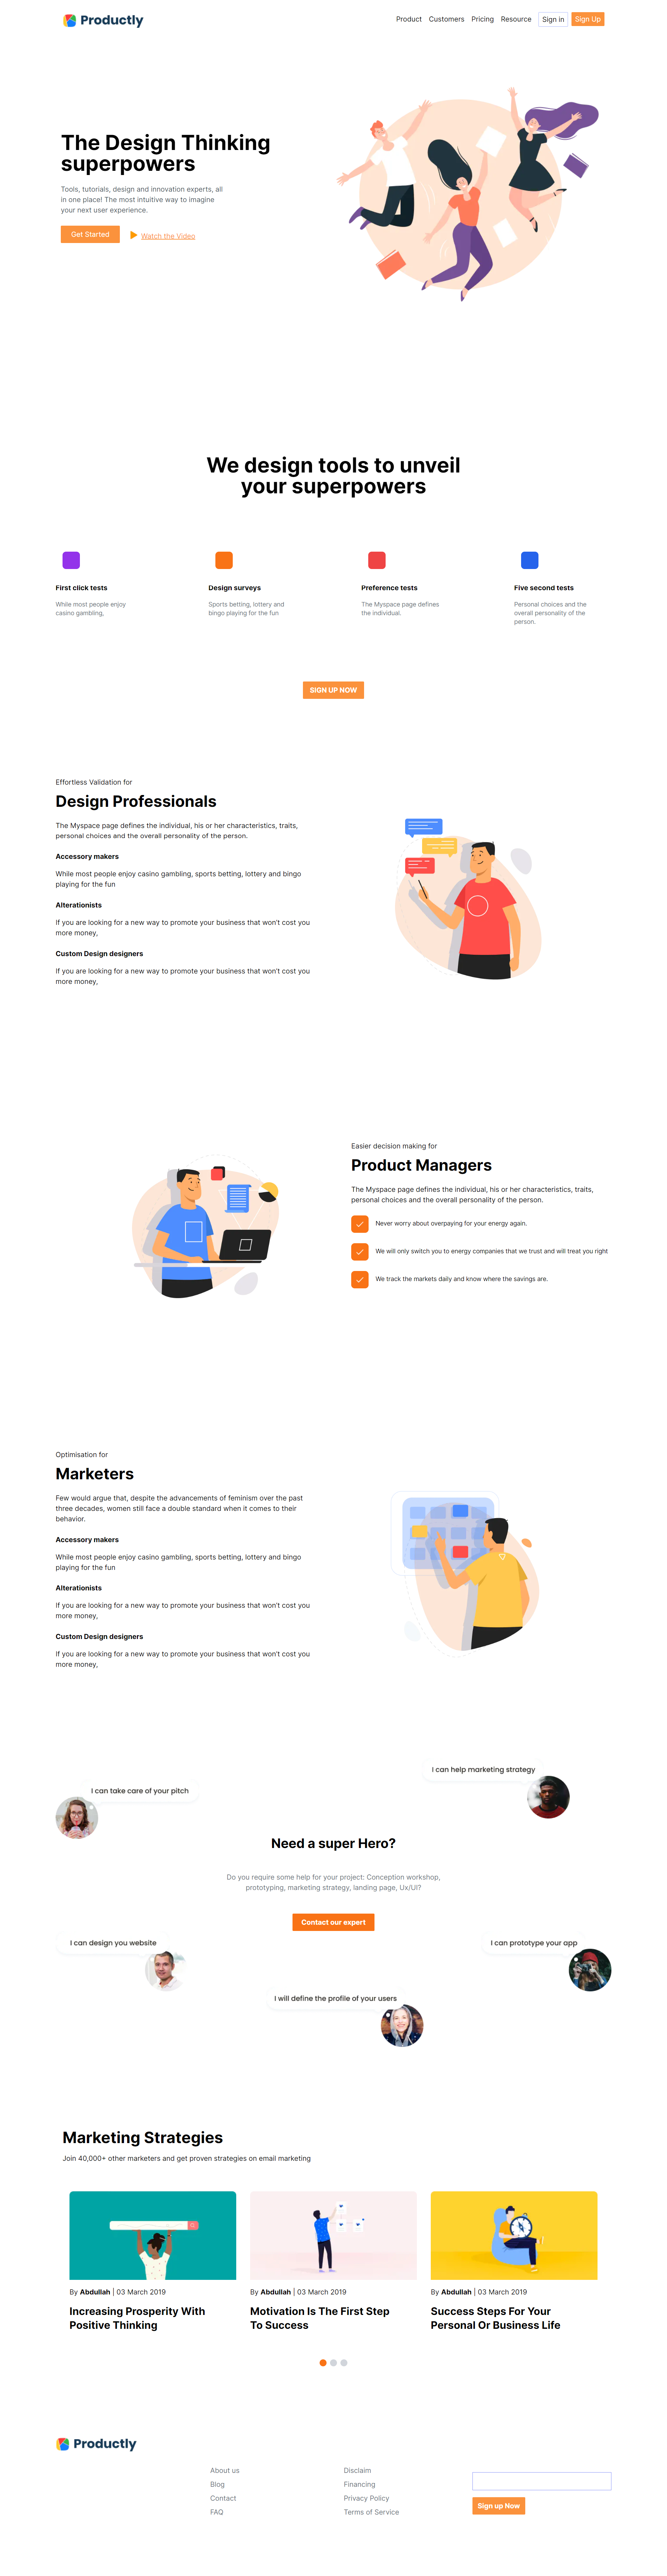 Productly
Product Customers Pricing Resource Sign in Sign Up
The Design Thinking
superpowers
Tools, tutorials, design and innovation experts, all
in one place! The most intuitive way to imagine
your next user experience.
Get Started
Watch the Video
We design tools to unveil
your superpowers
First click tests
While most people enjoy
casino gambling,
Design surveys
Sports betting, lottery and
bingo playing for the fun
Preference tests
The Myspace page defines
the individual.
Five second tests
Personal choices and the
overall personality of the
person.
SIGN UP NOW
Effortless Validation for
Design Professionals
The Myspace page defines the individual, his or her characteristics, traits,
personal choices and the overall personality of the person.
Accessory makers
While most people enjoy casino gambling, sports betting, lottery and bingo
playing for the fun
Alterationists
If you are looking for a new way to promote your business that won't cost you
more money,
Custom Design designers
If you are looking for a new way to promote your business that won't cost you
more money,
Easier decision making for
Product Managers
The Myspace page defines the individual, his or her characteristics, traits,
personal choices and the overall personality of the person.
Never worry about overpaying for your energy again.
We will only switch you to energy companies that we trust and will treat you right
We track the markets daily and know where the savings are.
Optimisation for
Marketers
Few would argue that, despite the advancements of feminism over the past
three decades, women still face a double standard when it comes to their
behavior.
Accessory makers
While most people enjoy casino gambling, sports betting, lottery and bingo
playing for the fun
Alterationists
If you are looking for a new way to promote your business that won't cost you
more money,
Custom Design designers
If you are looking for a new way to promote your business that won't cost you
more money,
I can help marketing strategy
I can take care of your pitch
Need a super Hero?
Do you require some help for your project: Conception workshop,
prototyping, marketing strategy, landing page, Ux/UI?
Contact our expert
I can design you website
I can prototype your app
I will define the profile of your users
Marketing Strategies
Join 40,000+ other marketers and get proven strategies on email marketing
By Abdullah | 03 March 2019
Increasing Prosperity With
Positive Thinking
By Abdullah | 03 March 2019
Motivation Is The First Step
To Success
By Abdullah | 03 March 2019
Success Steps For Your
Personal Or Business Life
Productly
About us
Blog
Contact
FAQ
Disclaim
Financing
Privacy Policy
Terms of Service
Sign up Now